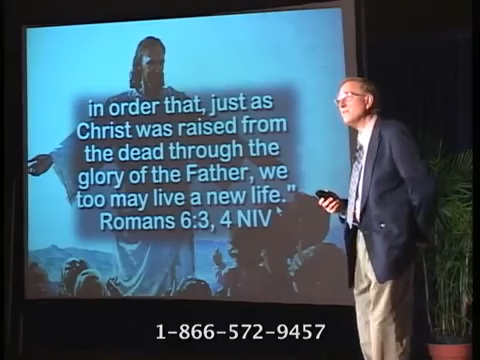 in order that, just as
Christ was raised from
the dead through the
glory of the Father, we
too may live a new life."
Romans 6:3, 4 NIV
1-866-572-9457